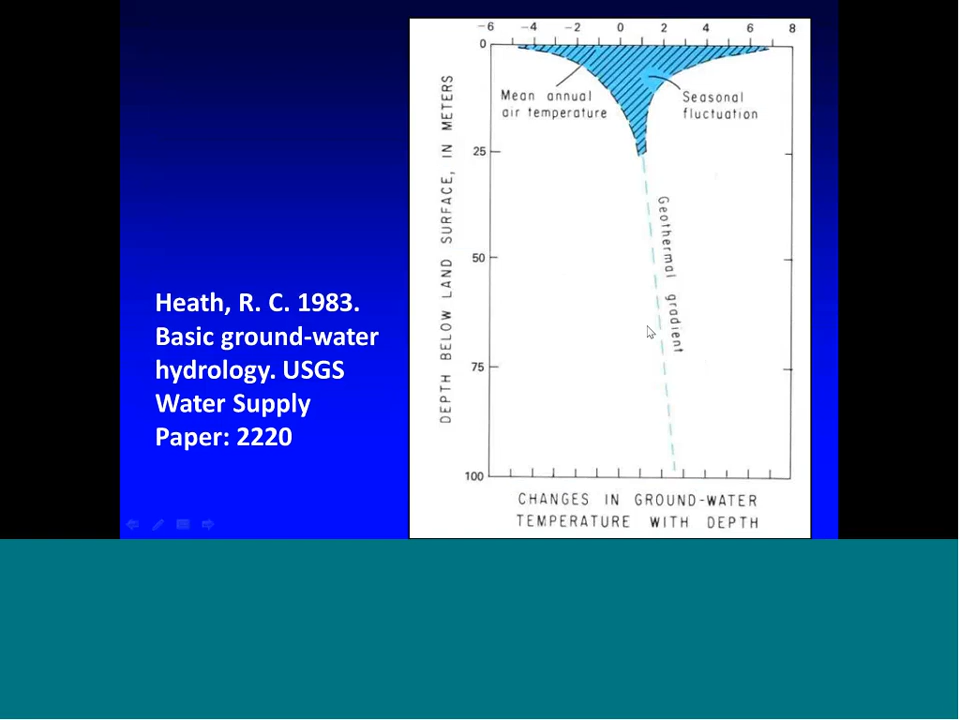 -6 -4 -2 0 2 4 6 8
0
Mean annual
air temperature
Seasonal
fluctuation
25
DEPTH BELOW LAND SURFACE, IN METERS
Geothermal gradient
50
75
100
CHANGES IN GROUND-WATER
TEMPERATURE WITH DEPTH
Heath, R. C. 1983.
Basic ground-water
hydrology. USGS
Water Supply
Paper: 2220